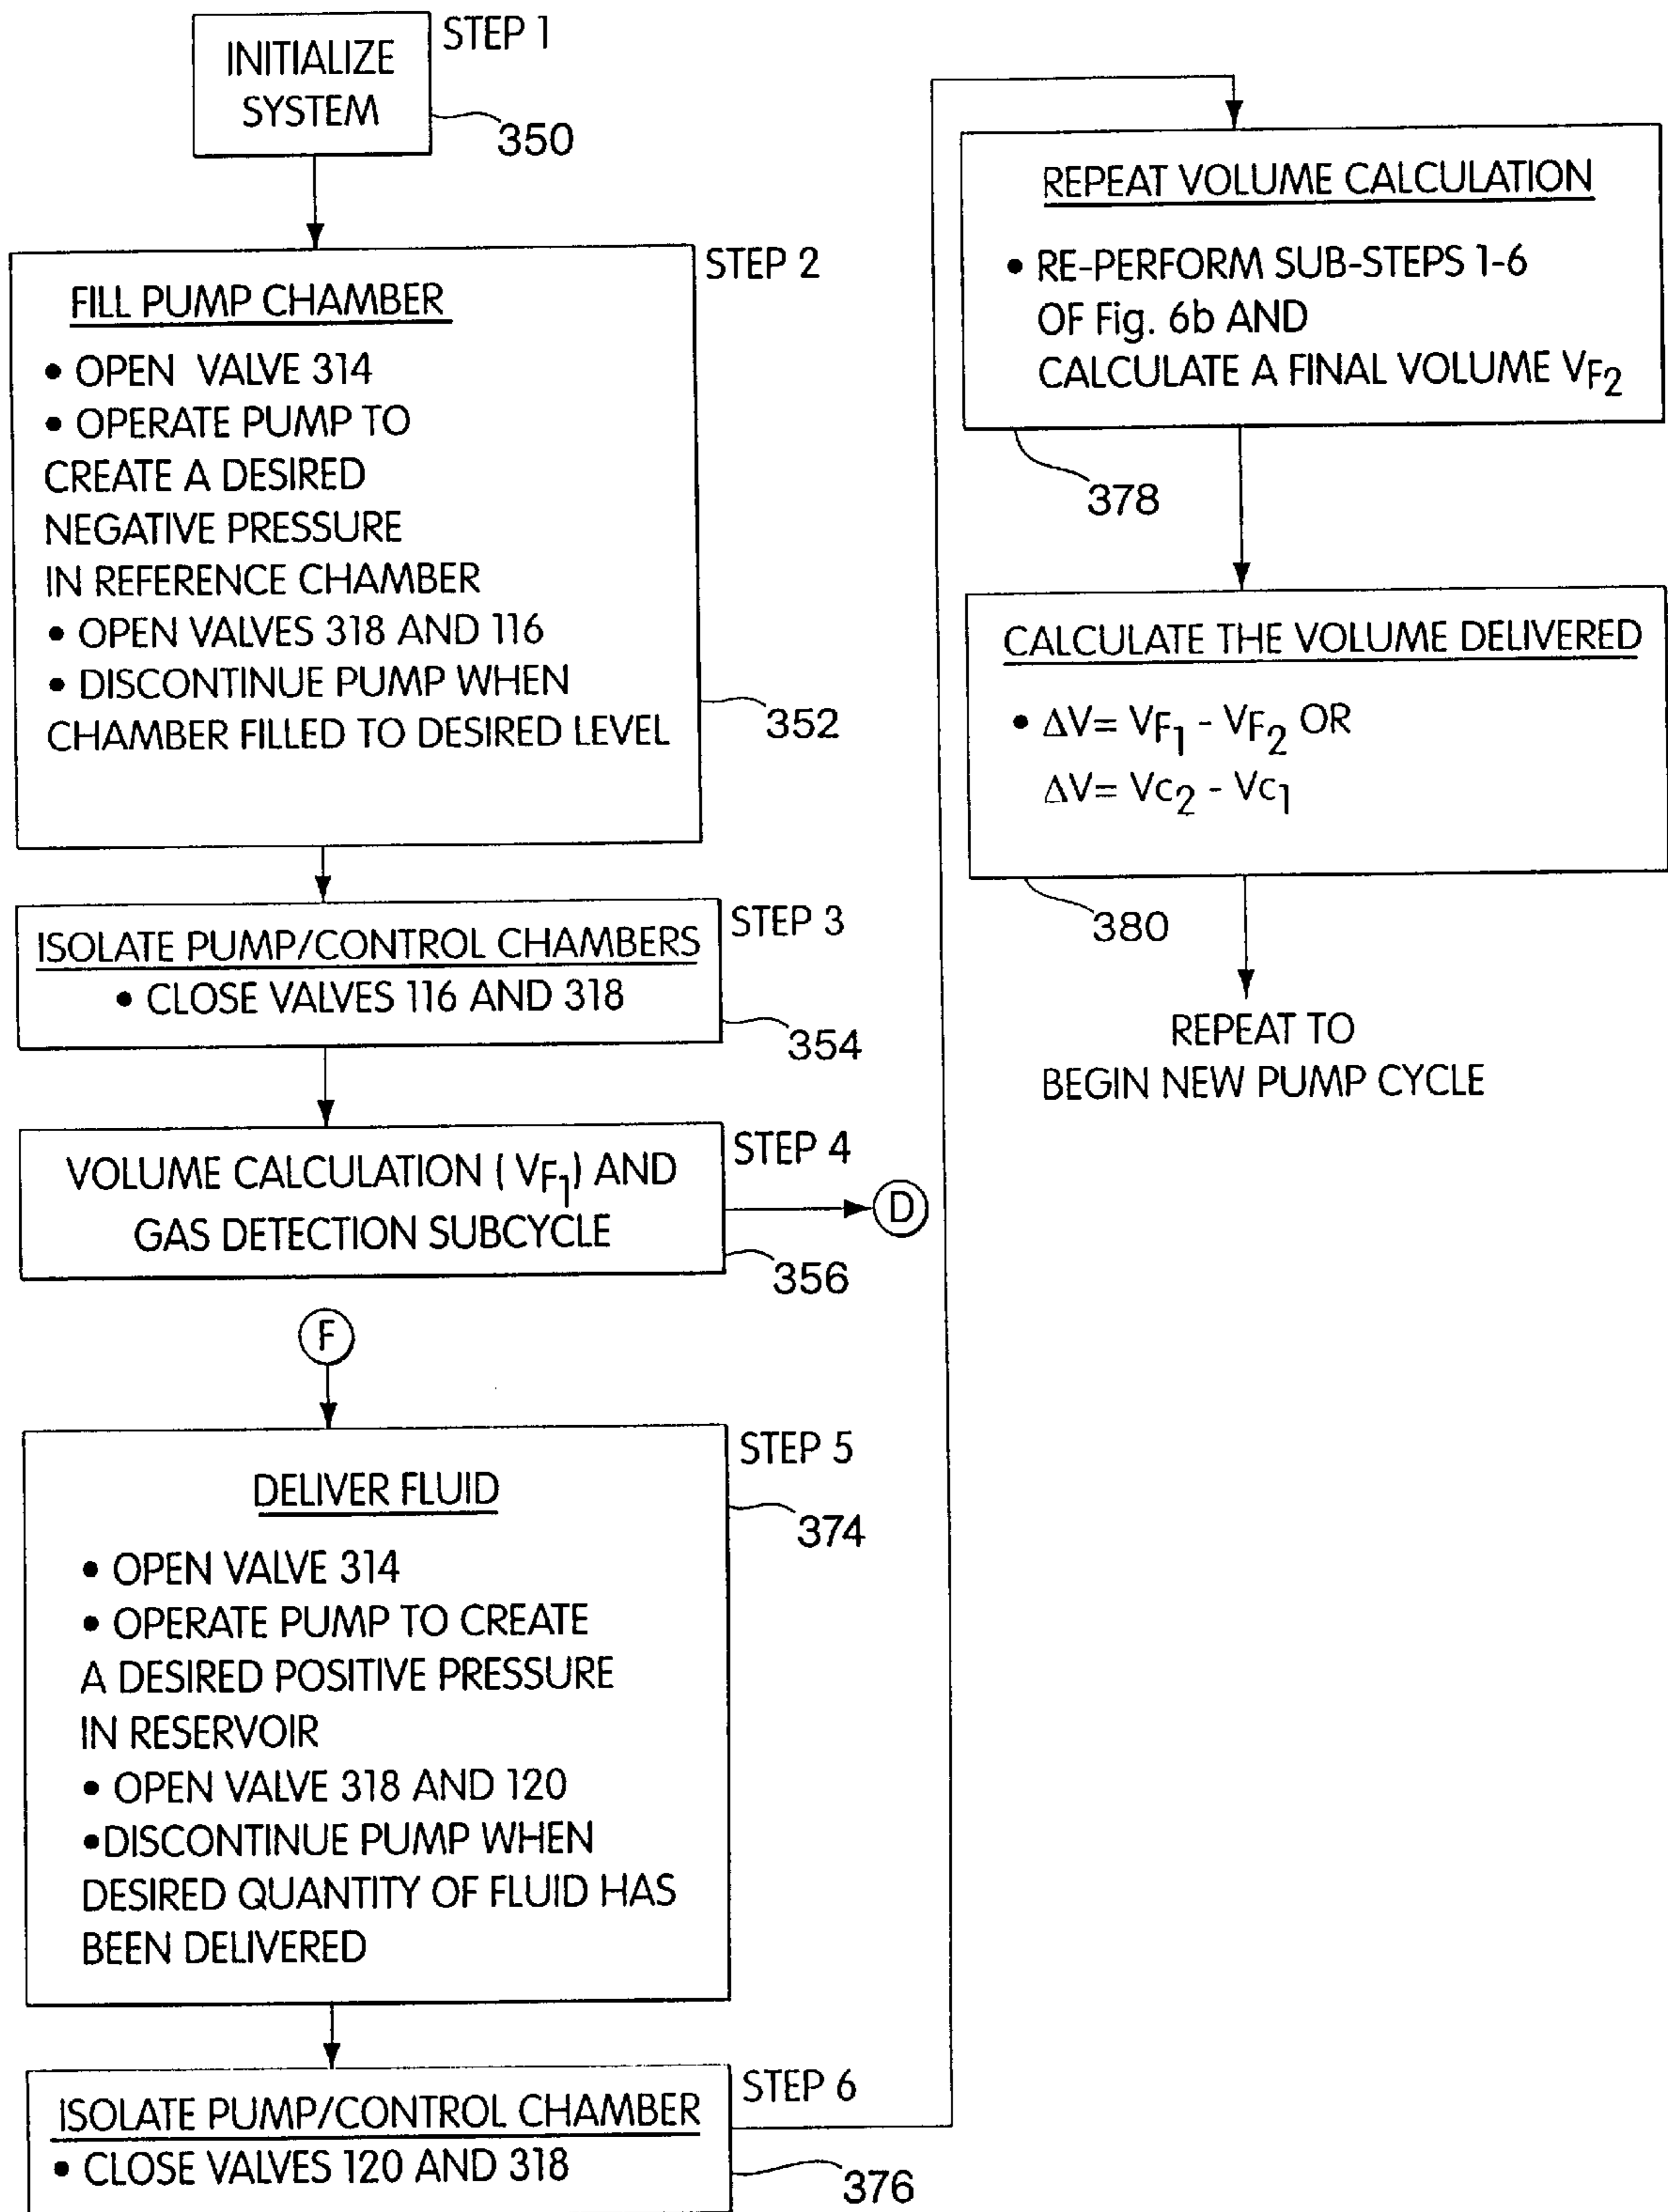 STEP 1
INITIALIZE
SYSTEM
350
STEP 2
FILL PUMP CHAMBER
• OPEN VALVE 314
• OPERATE PUMP TO
CREATE A DESIRED
NEGATIVE PRESSURE
IN REFERENCE CHAMBER
• OPEN VALVES 318 AND 116
• DISCONTINUE PUMP WHEN
CHAMBER FILLED TO DESIRED LEVEL
352
STEP 3
ISOLATE PUMP/CONTROL CHAMBERS
• CLOSE VALVES 116 AND 318
354
STEP 4
VOLUME CALCULATION ( VF1) AND
GAS DETECTION SUBCYCLE
D
356
F
STEP 5
DELIVER FLUID
374
• OPEN VALVE 314
• OPERATE PUMP TO CREATE
A DESIRED POSITIVE PRESSURE
IN RESERVOIR
• OPEN VALVE 318 AND 120
•DISCONTINUE PUMP WHEN
DESIRED QUANTITY OF FLUID HAS
BEEN DELIVERED
STEP 6
ISOLATE PUMP/CONTROL CHAMBER
• CLOSE VALVES 120 AND 318
376
REPEAT VOLUME CALCULATION
• RE-PERFORM SUB-STEPS 1-6
OF Fig. 6b AND
CALCULATE A FINAL VOLUME VF2
378
CALCULATE THE VOLUME DELIVERED
• ΔV= VF1 - VF2 OR
ΔV= Vc2 - Vc1
380
REPEAT TO
BEGIN NEW PUMP CYCLE